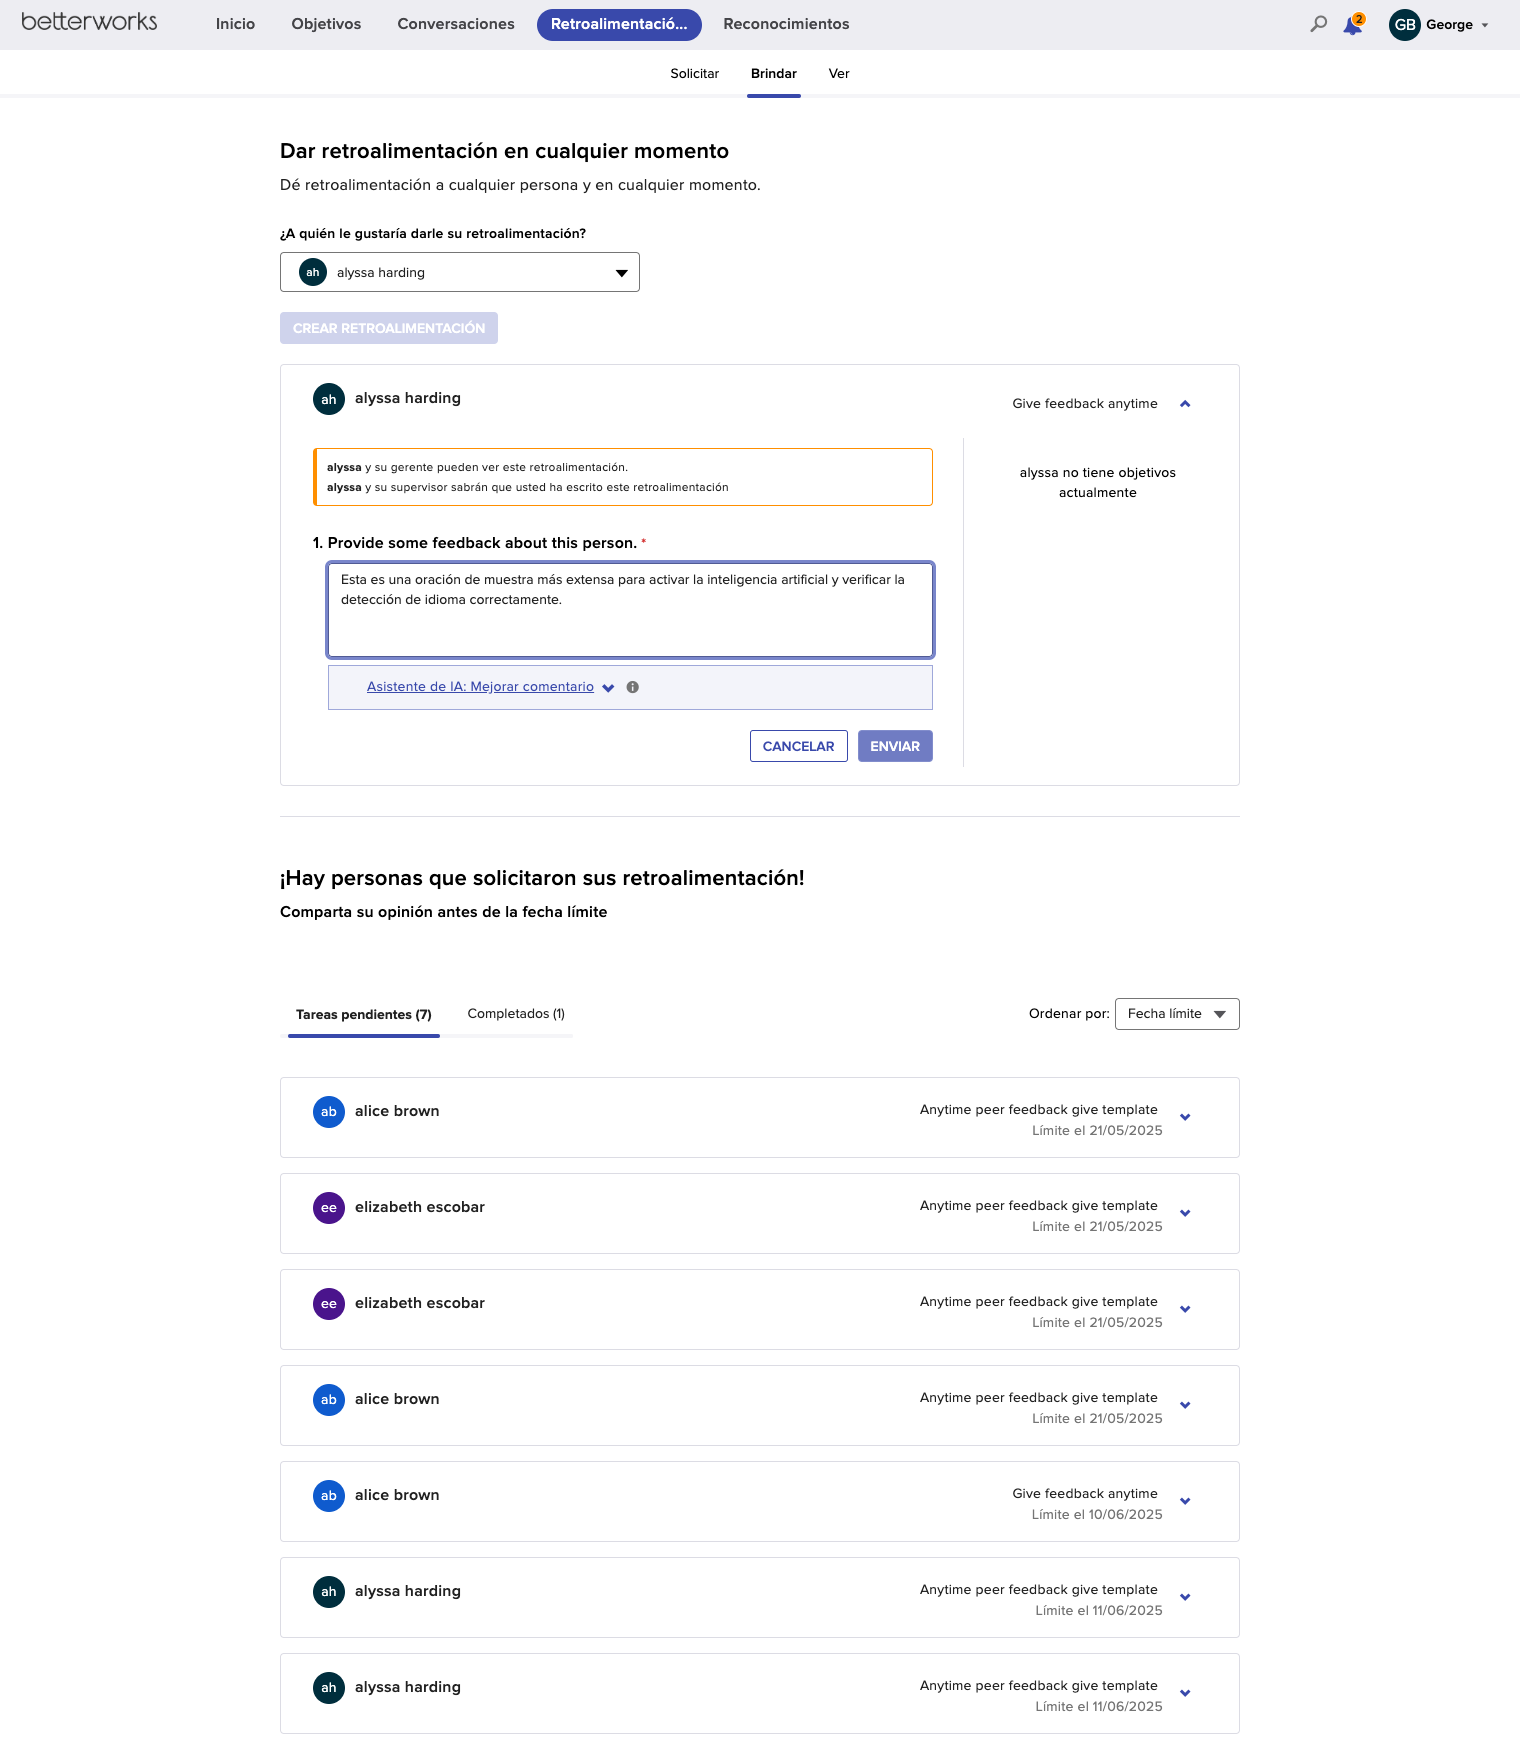 betterworks
Inicio
Objetivos
Conversaciones
Retroalimentació...
Reconocimientos
2
GB
George
Solicitar
Brindar
Ver
Dar retroalimentación en cualquier momento
Dé retroalimentación a cualquier persona y en cualquier momento.
¿A quién le gustaría darle su retroalimentación?
ah
alyssa harding
CREAR RETROALIMENTACIÓN
ah
alyssa harding
Give feedback anytime
alyssa y su gerente pueden ver este retroalimentación.
alyssa y su supervisor sabrán que usted ha escrito este retroalimentación
alyssa no tiene objetivos
actualmente
1. Provide some feedback about this person. *
Esta es una oración de muestra más extensa para activar la inteligencia artificial y verificar la
detección de idioma correctamente.
Asistente de IA: Mejorar comentario
CANCELAR
ENVIAR
¡Hay personas que solicitaron sus retroalimentación!
Comparta su opinión antes de la fecha límite
Tareas pendientes (7)
Completados (1)
Ordenar por:
Fecha límite
ab
alice brown
Anytime peer feedback give template
Límite el 21/05/2025
ee
elizabeth escobar
Anytime peer feedback give template
Límite el 21/05/2025
ee
elizabeth escobar
Anytime peer feedback give template
Límite el 21/05/2025
ab
alice brown
Anytime peer feedback give template
Límite el 21/05/2025
ab
alice brown
Give feedback anytime
Límite el 10/06/2025
ah
alyssa harding
Anytime peer feedback give template
Límite el 11/06/2025
ah
alyssa harding
Anytime peer feedback give template
Límite el 11/06/2025